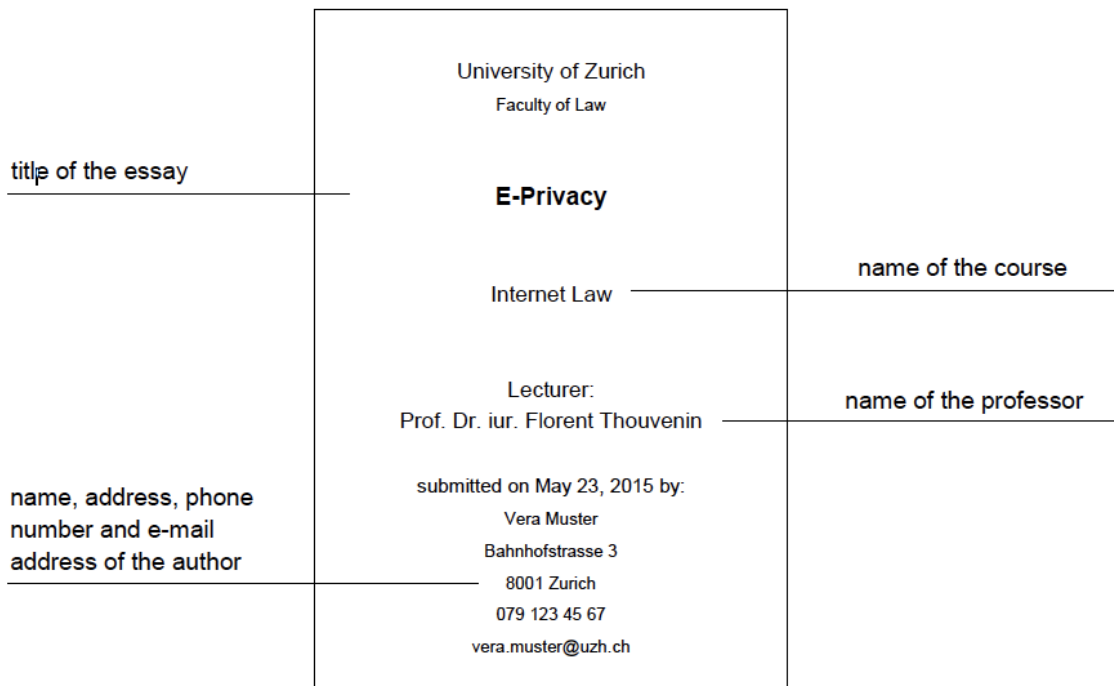 University of Zurich
Faculty of Law
title of the essay
E-Privacy
name of the course
Internet Law
Lecturer:
name of the professor
Prof. Dr. iur. Florent Thouvenin
submitted on May 23, 2015 by:
name, address, phone
number and e-mail
address of the author
Vera Muster
Bahnhofstrasse 3
8001 Zurich
079 123 45 67
vera.muster@uzh.ch